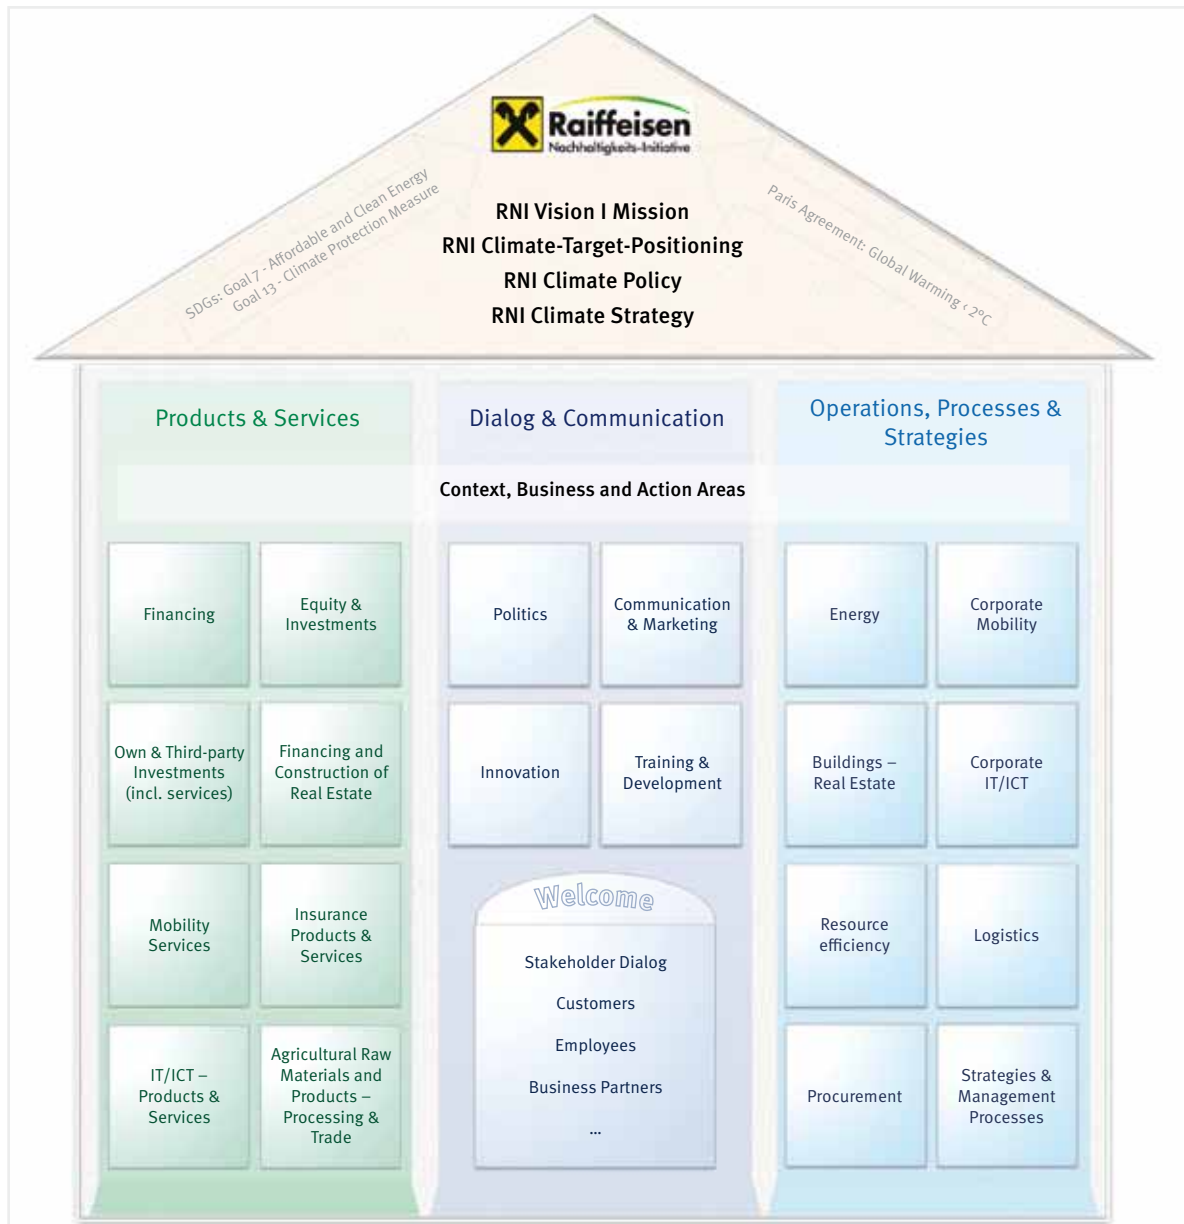 Raiffeisen
Nachhaltigkeits-Initiative
SDGs: Goal 7 - Affordable and Clean Energy
Goal 13 - Climate Protection Measure
Paris Agreement: Global Warming < 2°C
RNI Vision I Mission
RNI Climate-Target-Positioning
RNI Climate Policy
RNI Climate Strategy
Products & Services
Dialog & Communication
Operations, Processes &
Strategies
Context, Business and Action Areas
Financing
Equity &
Investments
Own & Third-party
Investments
(incl. services)
Financing and
Construction of
Real Estate
Mobility
Services
Insurance
Products &
Services
IT/ICT –
Products &
Services
Agricultural Raw
Materials and
Products –
Processing &
Trade
Politics
Communication
& Marketing
Innovation
Training &
Development
Welcome
Stakeholder Dialog
Customers
Employees
Business Partners
...
Energy
Corporate
Mobility
Buildings –
Real Estate
Corporate
IT/ICT
Resource
efficiency
Logistics
Procurement
Strategies &
Management
Processes